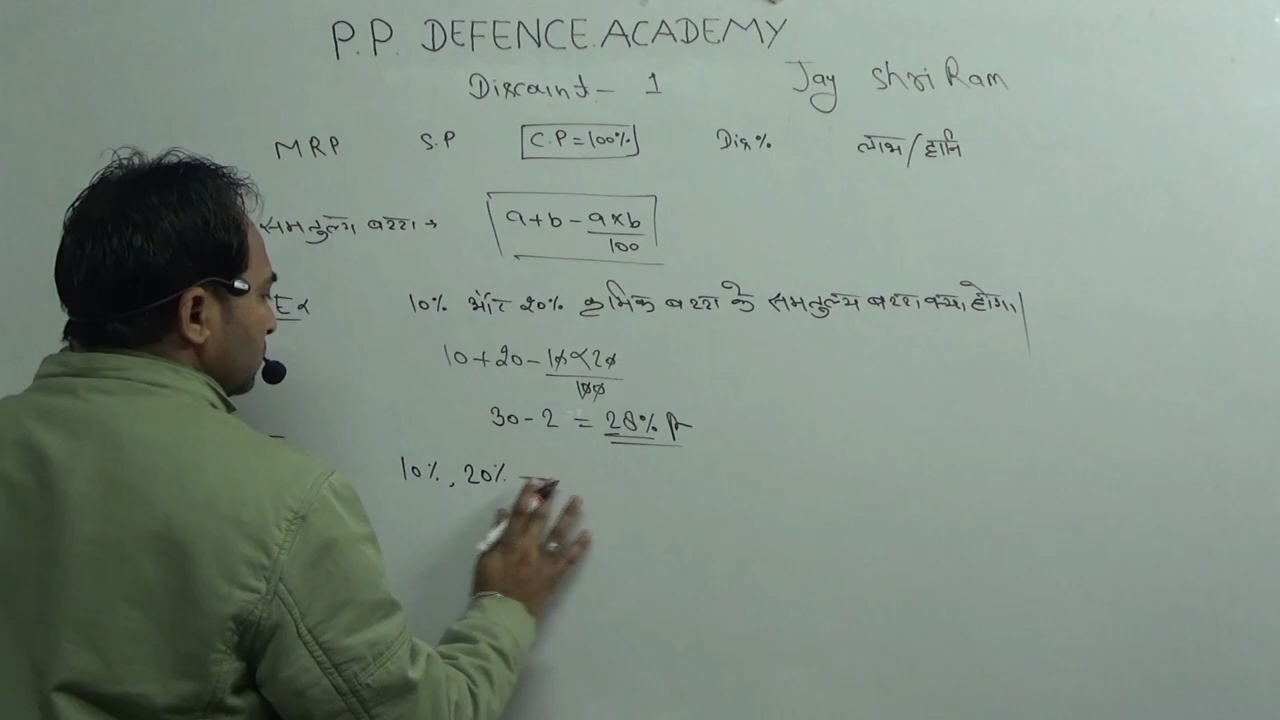 P.P. DEFENCE ACADEMY
Discount - 1 Jay Shri Ram
MRP S.P C.P = 100% Dis% लाभ/हानि
समतुल्य बट्टा → a+b - a×b/100
Ex 10% और 20% क्रमिक बट्टा के समतुल्य बट्टा क्या होगा।
10+20 - 10×20/100
30 - 2 = 28%
10%, 20%